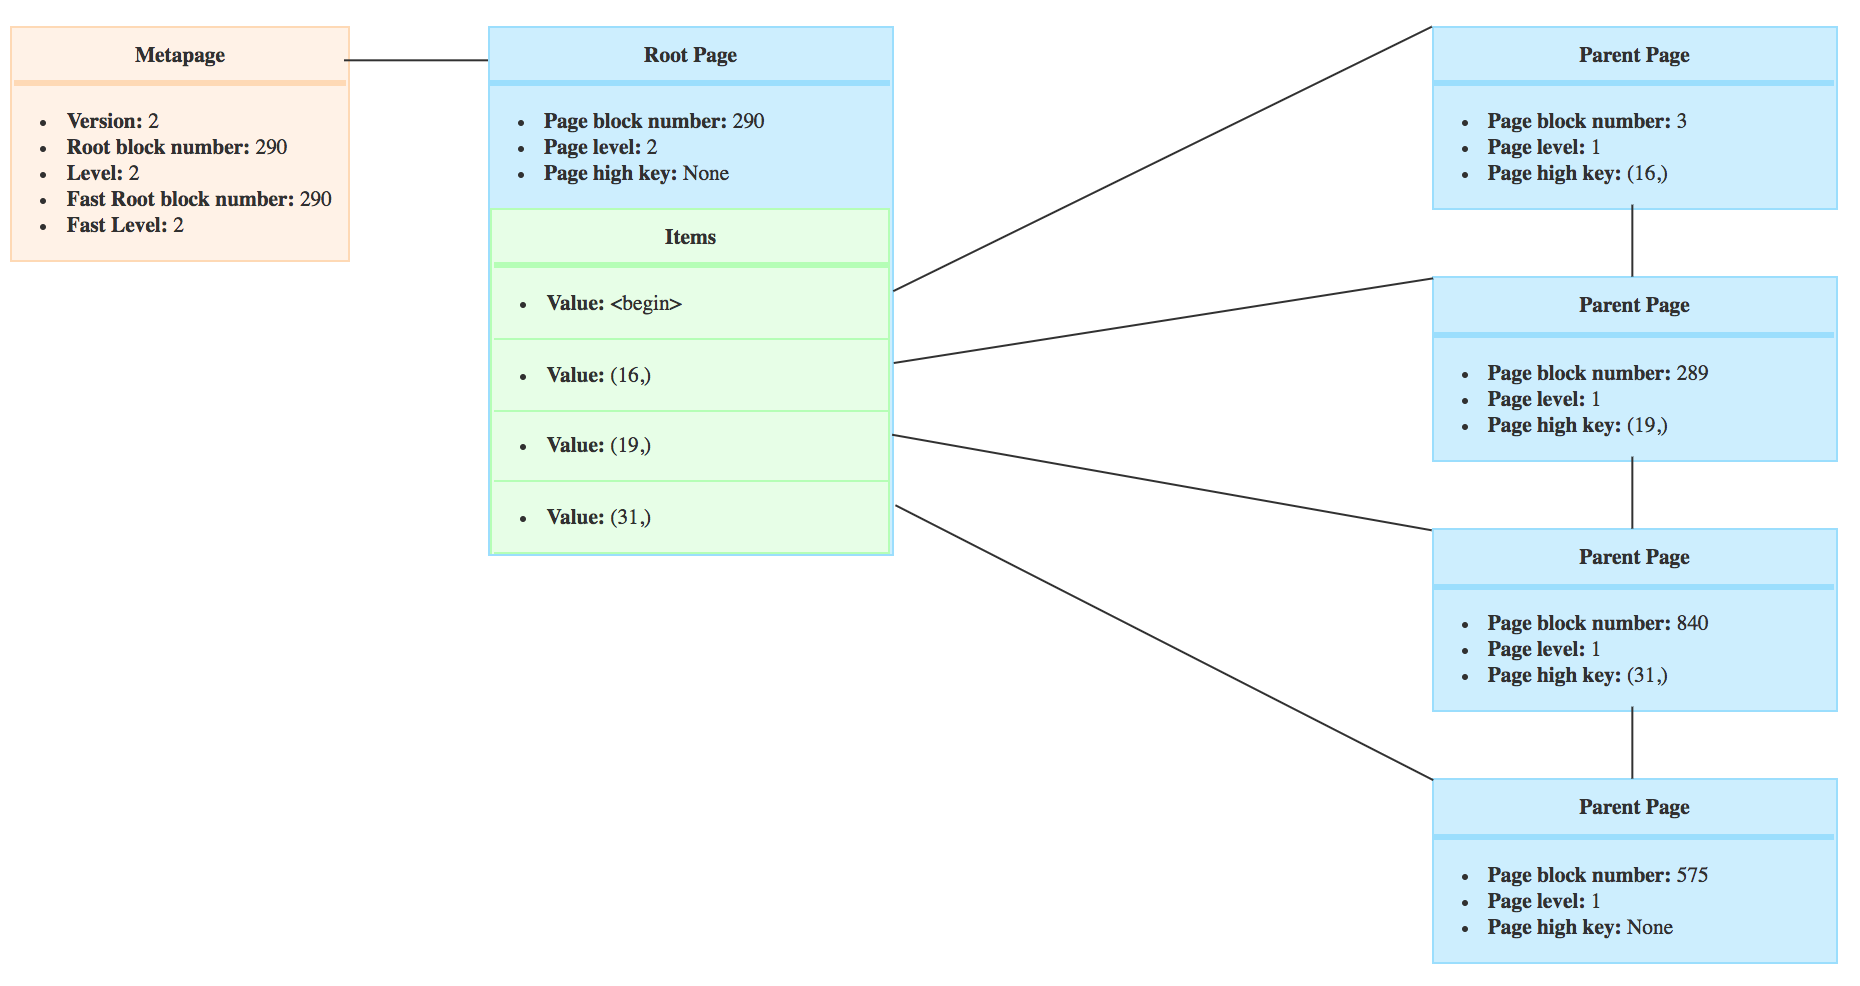 Metapage
• Version: 2
• Root block number: 290
• Level: 2
• Fast Root block number: 290
• Fast Level: 2
Root Page
• Page block number: 290
• Page level: 2
• Page high key: None
Items
• Value: <begin>
• Value: (16,)
• Value: (19,)
• Value: (31,)
Parent Page
• Page block number: 3
• Page level: 1
• Page high key: (16,)
Parent Page
• Page block number: 289
• Page level: 1
• Page high key: (19,)
Parent Page
• Page block number: 840
• Page level: 1
• Page high key: (31,)
Parent Page
• Page block number: 575
• Page level: 1
• Page high key: None